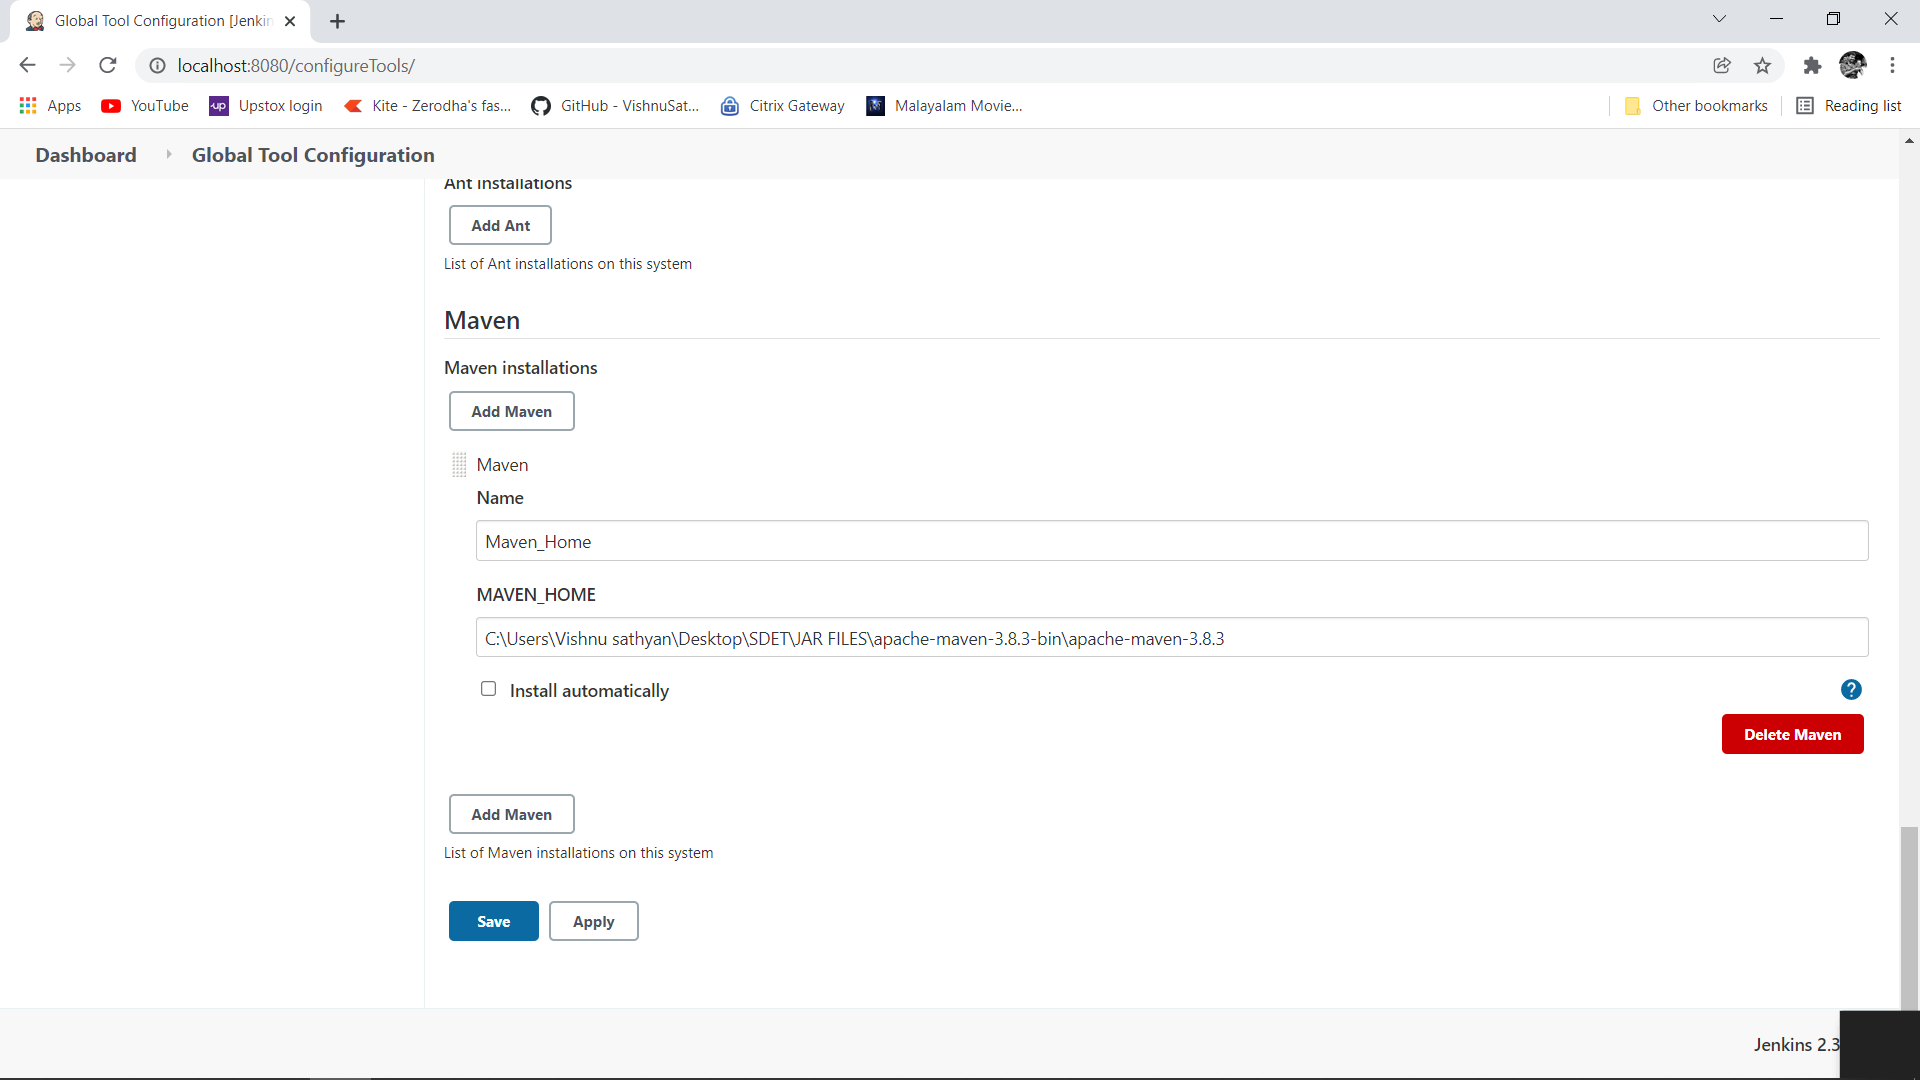 Global Tool Configuration [Jenkin
localhost:8080/configureTools/
Apps YouTube Upstox login Kite - Zerodha's fas... GitHub - VishnuSat... Citrix Gateway Malayalam Movie... Other bookmarks Reading list
Dashboard Global Tool Configuration
Ant installations
Add Ant
List of Ant installations on this system
Maven
Maven installations
Add Maven
Maven
Name
Maven_Home
MAVEN_HOME
C:\Users\Vishnu sathyan\Desktop\SDET\JAR FILES\apache-maven-3.8.3-bin\apache-maven-3.8.3
Install automatically ?
Delete Maven
Add Maven
List of Maven installations on this system
Save Apply
Jenkins 2.3